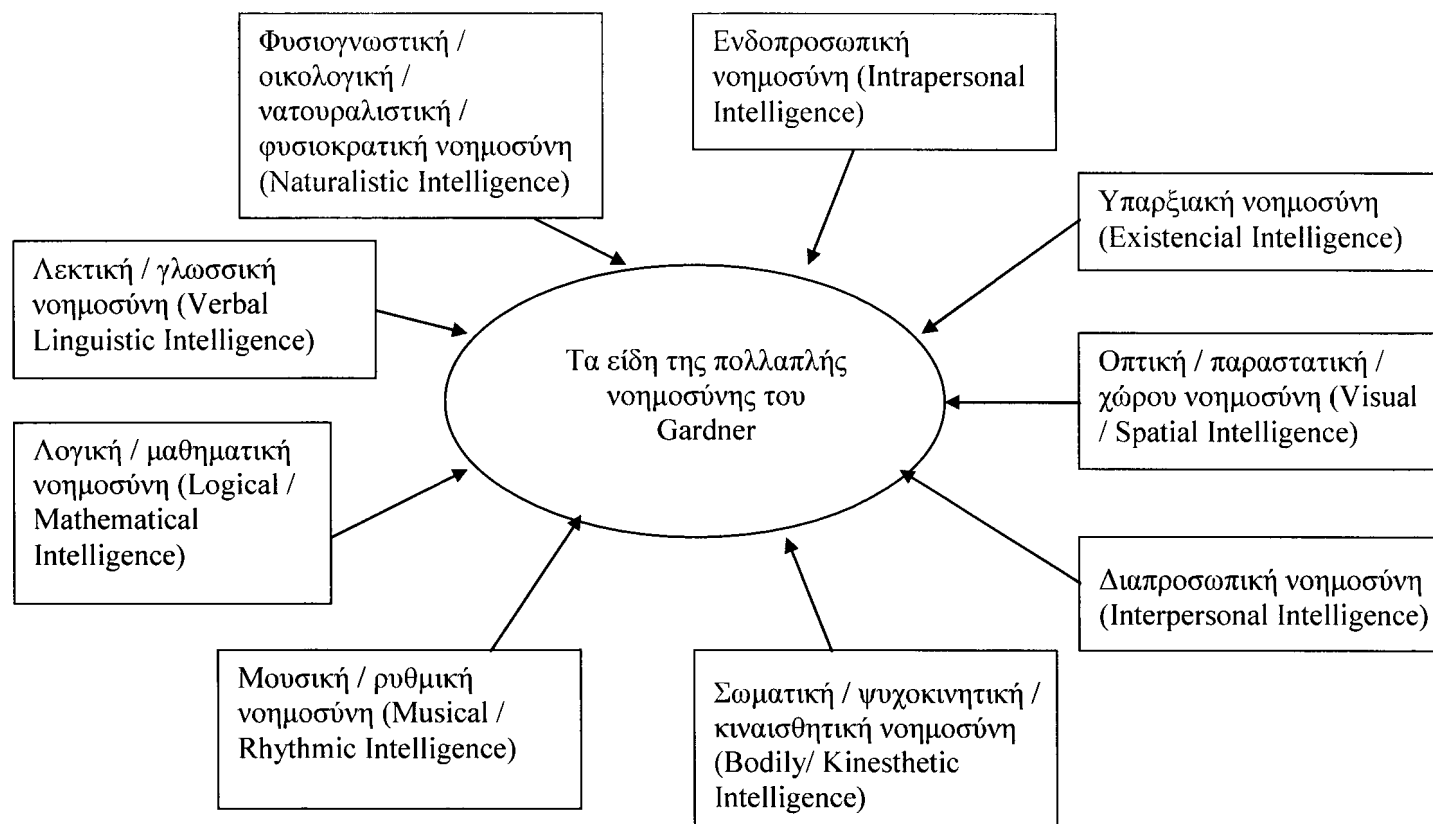 Φυσιογνωστική /
οικολογική /
νατουραλιστική /
φυσιοκρατική νοημοσύνη
(Naturalistic Intelligence)
Ενδοπροσωπική
νοημοσύνη (Intrapersonal
Intelligence)
Υπαρξιακή νοημοσύνη
(Existencial Intelligence)
Λεκτική / γλωσσική
νοημοσύνη (Verbal
Linguistic Intelligence)
Τα είδη της πολλαπλής
νοημοσύνης του
Gardner
Οπτική / παραστατική /
χώρου νοημοσύνη (Visual
/ Spatial Intelligence)
Λογική / μαθηματική
νοημοσύνη (Logical /
Mathematical
Intelligence)
Διαπροσωπική νοημοσύνη
(Interpersonal Intelligence)
Μουσική / ρυθμική
νοημοσύνη (Musical /
Rhythmic Intelligence)
Σωματική / ψυχοκινητική /
κιναισθητική νοημοσύνη
(Bodily/ Kinesthetic
Intelligence)